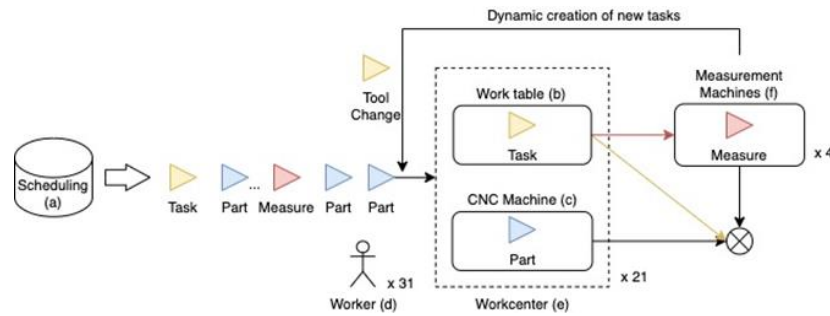 Dynamic creation of new tasks
Tool
Change
Measurement
Machines (f)
Work table (b)
Task
Measure
x 4
Scheduling
(a)
Task
Part
...
Measure
Part
Part
CNC Machine (c)
Part
x 31
x 21
Worker (d)
Workcenter (e)